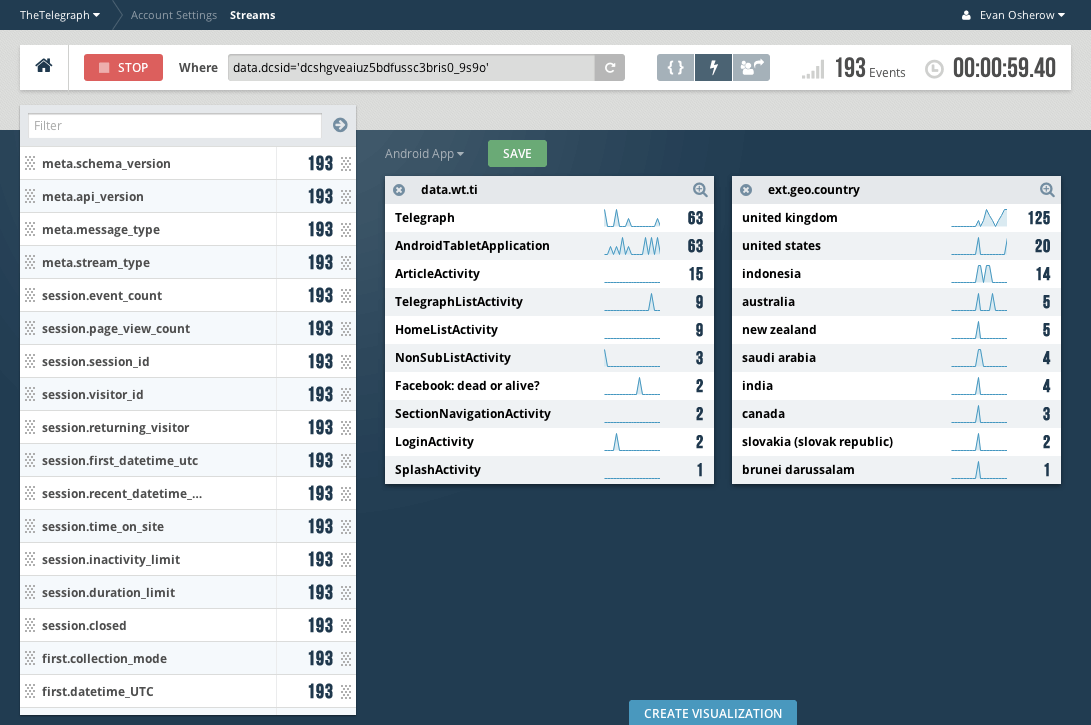 TheTelegraph Account Settings Streams Evan Osherow
STOP Where data.dcsid='dcshgveaiuz5bdfussc3bris0_9s9o' { } 193 Events 00:00:59.40
Filter
meta.schema_version 193
meta.api_version 193
meta.message_type 193
meta.stream_type 193
session.event_count 193
session.page_view_count 193
session.session_id 193
session.visitor_id 193
session.returning_visitor 193
session.first_datetime_utc 193
session.recent_datetime_... 193
session.time_on_site 193
session.inactivity_limit 193
session.duration_limit 193
session.closed 193
first.collection_mode 193
first.datetime_UTC 193
Android App SAVE
data.wt.ti
Telegraph 63
AndroidTabletApplication 63
ArticleActivity 15
TelegraphListActivity 9
HomeListActivity 9
NonSubListActivity 3
Facebook: dead or alive? 2
SectionNavigationActivity 2
LoginActivity 2
SplashActivity 1
ext.geo.country
united kingdom 125
united states 20
indonesia 14
australia 5
new zealand 5
saudi arabia 4
india 4
canada 3
slovakia (slovak republic) 2
brunei darussalam 1
CREATE VISUALIZATION